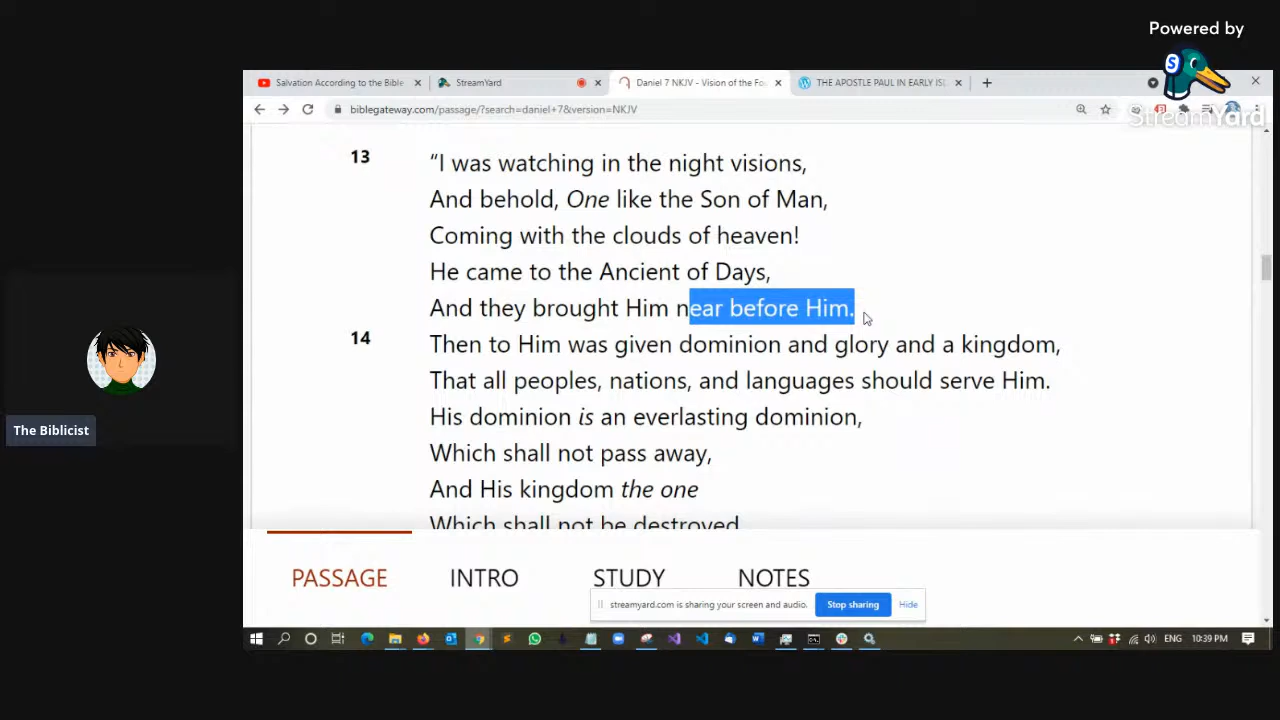 Powered by
S
StreamYard
Salvation According to the Bible
StreamYard
Daniel 7 NKJV - Vision of the Fo
THE APOSTLE PAUL IN EARLY ISL
biblegateway.com/passage/?search=daniel+7&version=NKJV
13 “I was watching in the night visions,
And behold, One like the Son of Man,
Coming with the clouds of heaven!
He came to the Ancient of Days,
And they brought Him near before Him.
14 Then to Him was given dominion and glory and a kingdom,
That all peoples, nations, and languages should serve Him.
His dominion is an everlasting dominion,
Which shall not pass away,
And His kingdom the one
Which shall not be destroyed
The Biblicist
PASSAGE INTRO STUDY NOTES
streamyard.com is sharing your screen and audio. Stop sharing Hide
ENG 10:39 PM